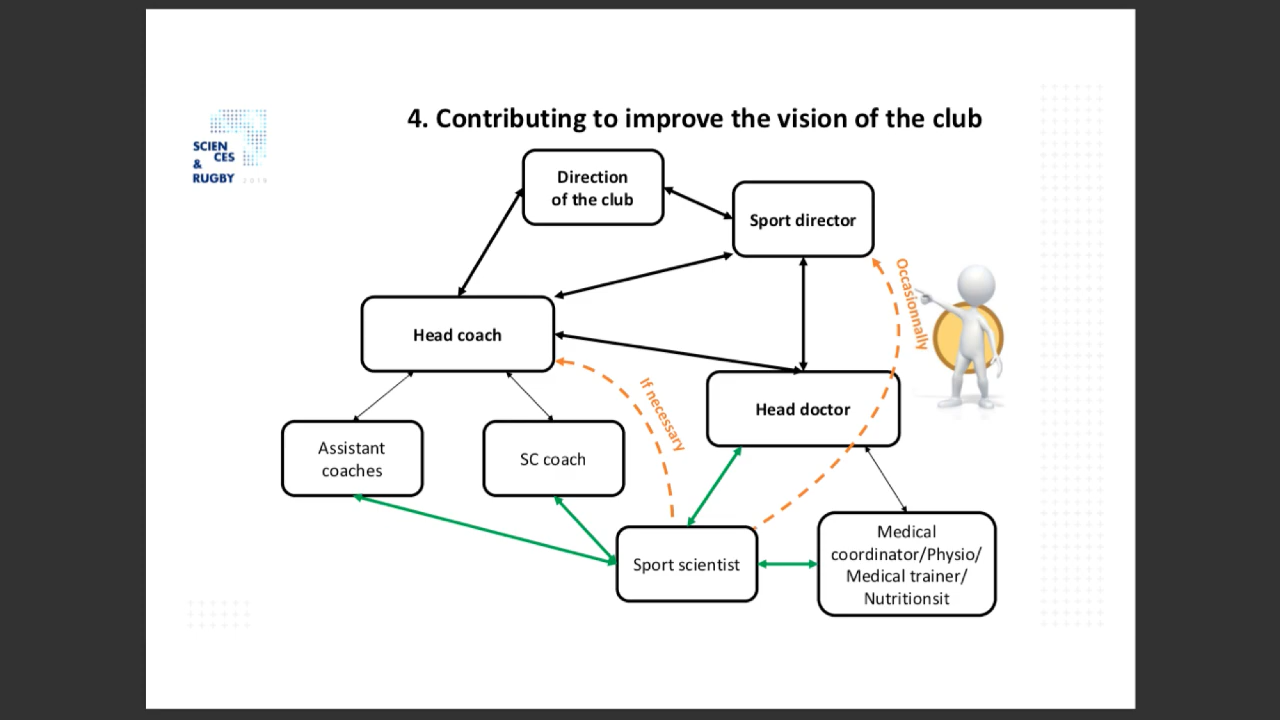 4. Contributing to improve the vision of the club
SCIEN
CES
&
RUGBY 2019
Direction
of the club
Sport director
Occasionnally
Head coach
If necessary
Head doctor
Assistant
coaches
SC coach
Sport scientist
Medical
coordinator/Physio/
Medical trainer/
Nutritionsit